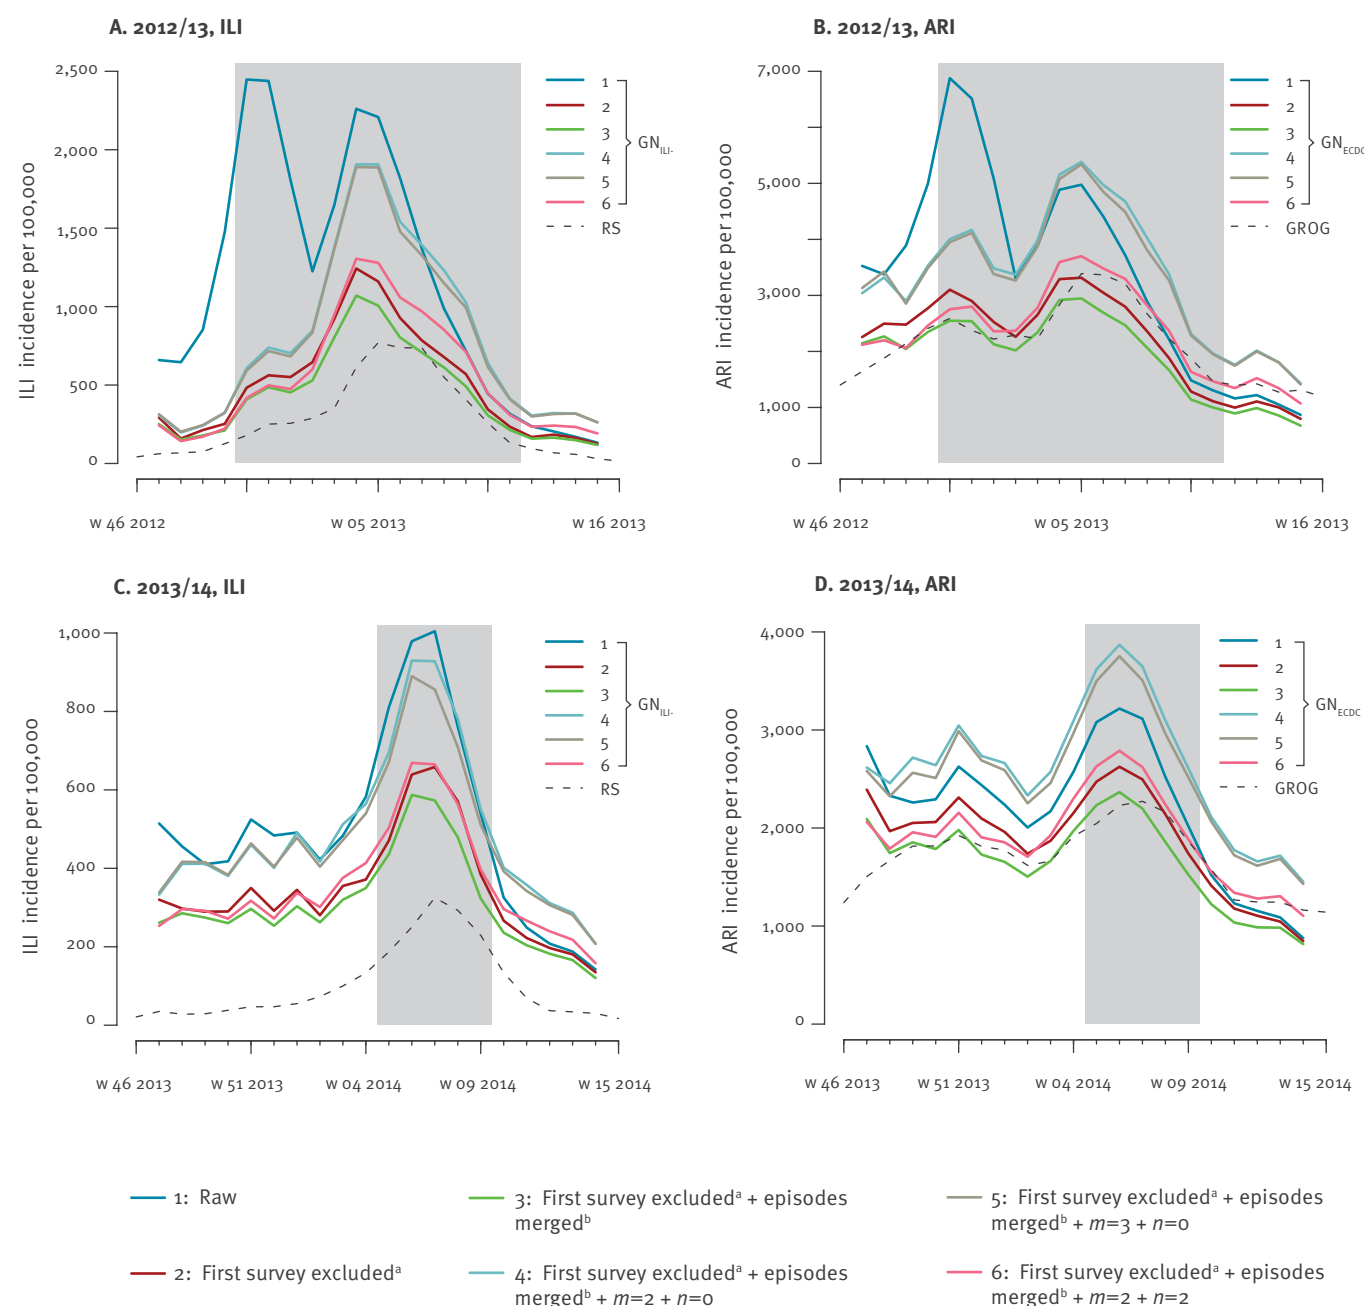 A. 2012/13, ILI
ILI incidence per 100,000
2,500
2,000
1,500
1,000
500
0
w 46 2012
w 05 2013
w 16 2013
1
2
3
4
5
6
GN ILI-
RS
B. 2012/13, ARI
ARI incidence per 100,000
7,000
5,000
3,000
1,000
0
w 46 2012
w 05 2013
w 16 2013
1
2
3
4
5
6
GN ECDC
GROG
C. 2013/14, ILI
ILI incidence per 100,000
1,000
800
600
400
200
0
w 46 2013
w 51 2013
w 04 2014
w 09 2014
w 15 2014
1
2
3
4
5
6
GN ILI-
RS
D. 2013/14, ARI
ARI incidence per 100,000
4,000
3,000
2,000
1,000
0
w 46 2013
w 51 2013
w 04 2014
w 09 2014
w 15 2014
1
2
3
4
5
6
GN ECDC
GROG
1: Raw
2: First survey excludedᵃ
3: First survey excludedᵃ + episodes
mergedᵇ
4: First survey excludedᵃ + episodes
mergedᵇ + m=2 + n=0
5: First survey excludedᵃ + episodes
mergedᵇ + m=3 + n=0
6: First survey excludedᵃ + episodes
mergedᵇ + m=2 + n=2